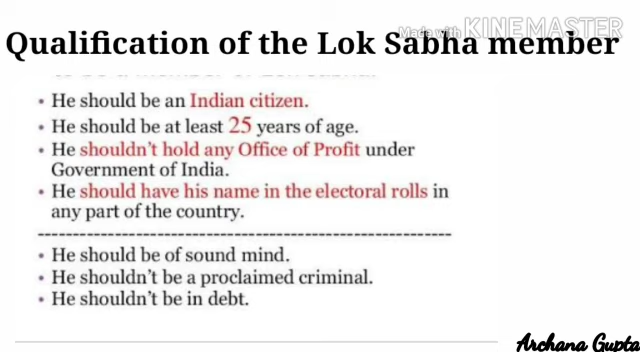 Made with KINEMASTER
Qualification of the Lok Sabha member
• He should be an Indian citizen.
• He should be at least 25 years of age.
• He shouldn't hold any Office of Profit under
Government of India.
• He should have his name in the electoral rolls in
any part of the country.
------------------------------------------------------------
• He should be of sound mind.
• He shouldn't be a proclaimed criminal.
• He shouldn't be in debt.
Archana Gupta